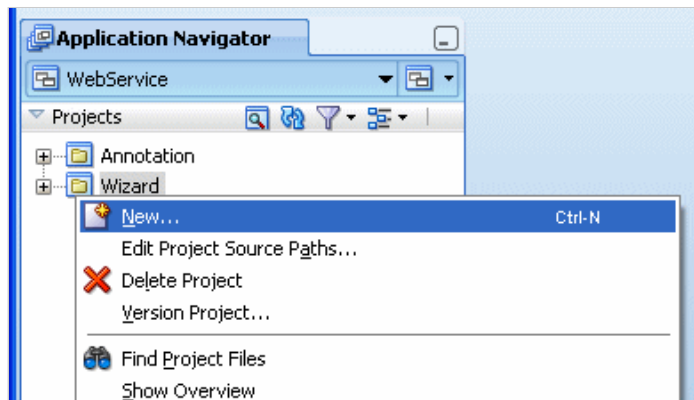 Application Navigator
WebService
Projects
Annotation
Wizard
New... Ctrl-N
Edit Project Source Paths...
Delete Project
Version Project...
Find Project Files
Show Overview